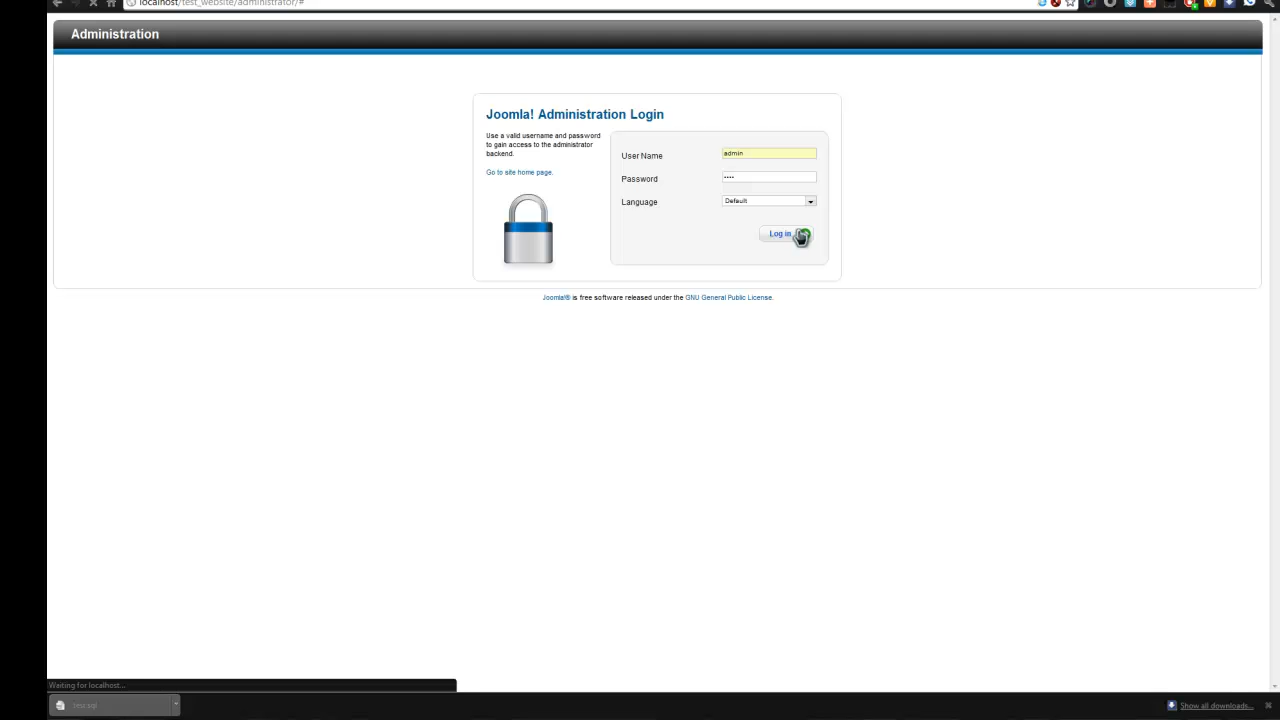 localhost/test_website/administrator/#
Administration
Joomla! Administration Login
Use a valid username and password
to gain access to the administrator
backend.
Go to site home page.
User Name
admin
Password
••••
Language
Default
Log in
Joomla!® is free software released under the GNU General Public License.
Waiting for localhost...
Show all downloads...